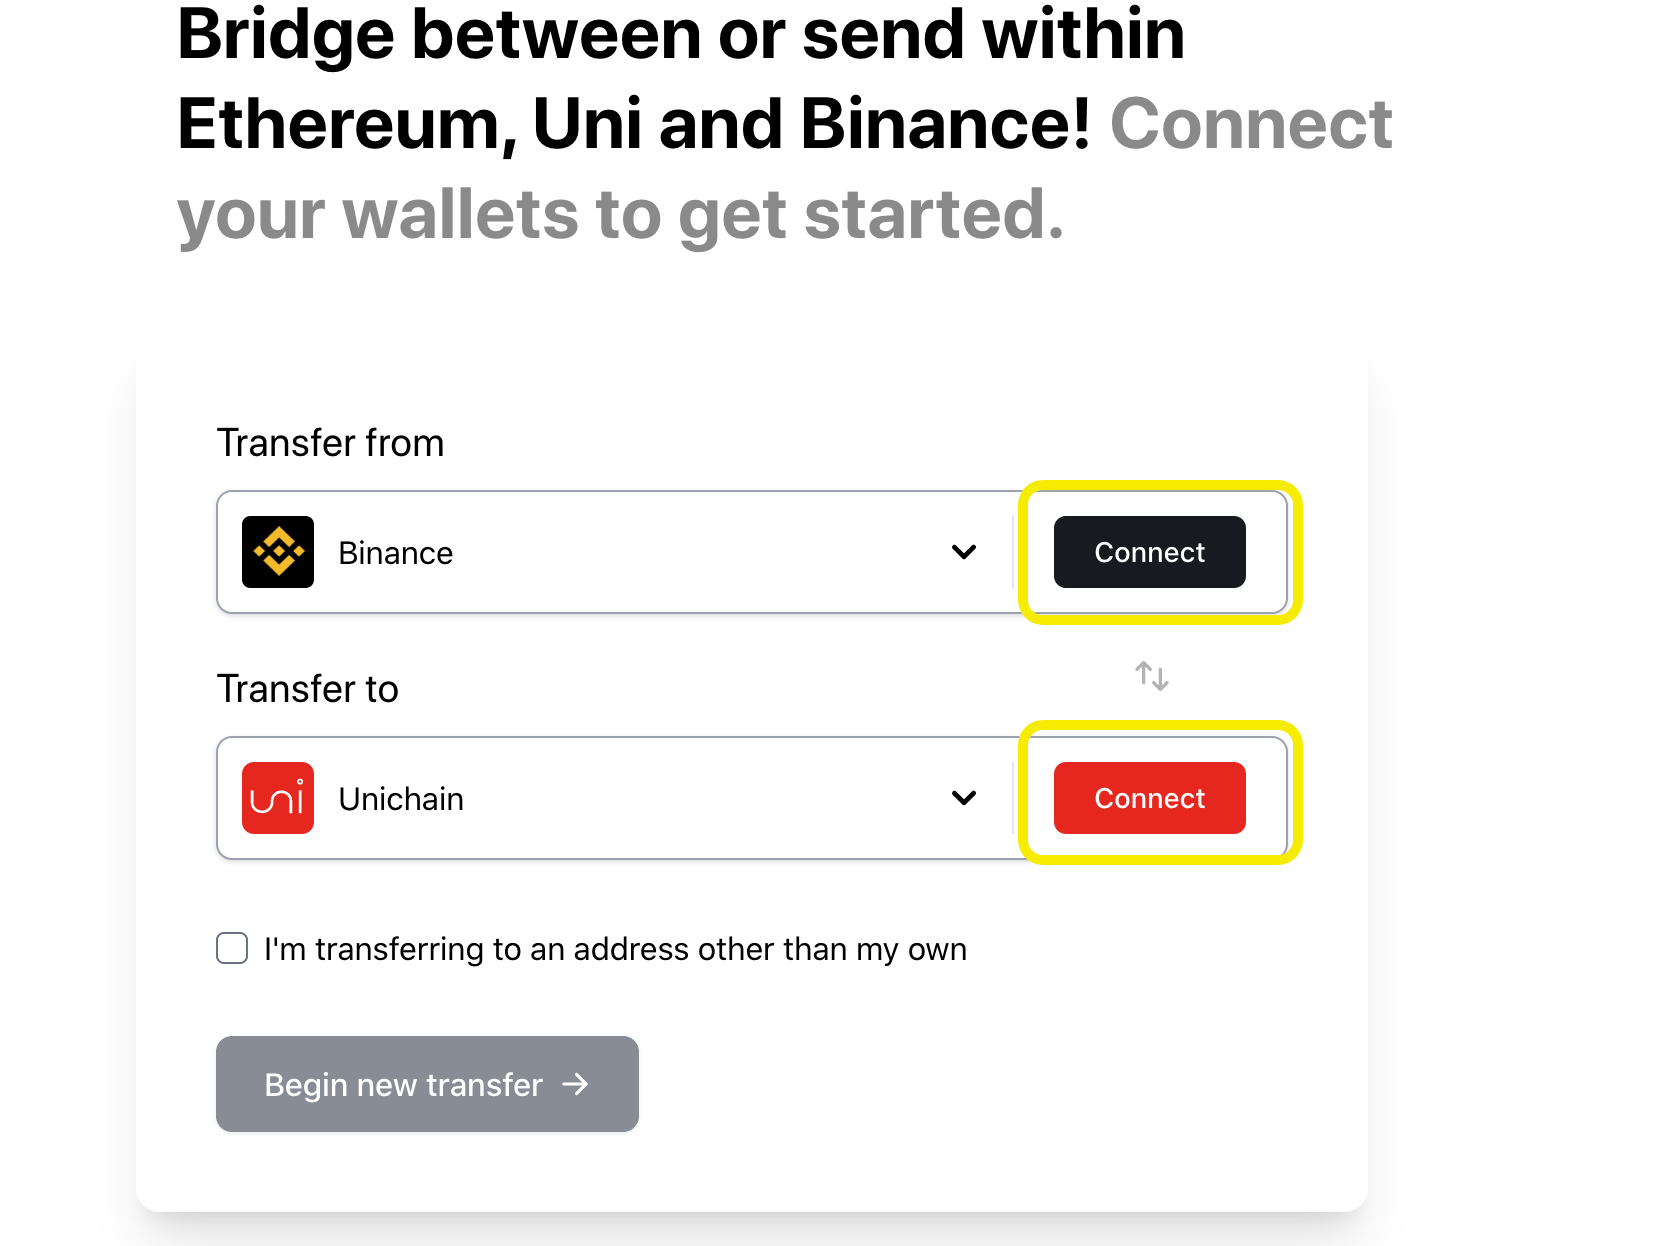 Bridge between or send within
Ethereum, Uni and Binance! Connect
your wallets to get started.
Transfer from
Binance
Connect
Transfer to
uni
Unichain
Connect
I'm transferring to an address other than my own
Begin new transfer →